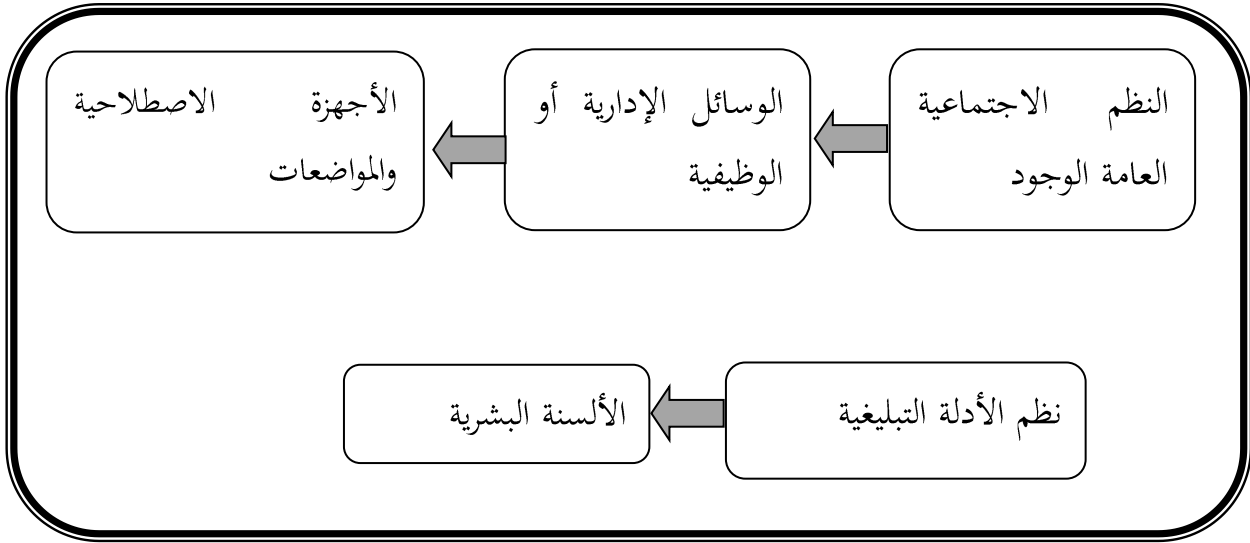 النظم الاجتماعية
العامة الوجود
الوسائل الإدارية أو
الوظيفية
الأجهزة الاصطلاحية
والمواضعات
نظم الأدلة التبليغية
الألسنة البشرية